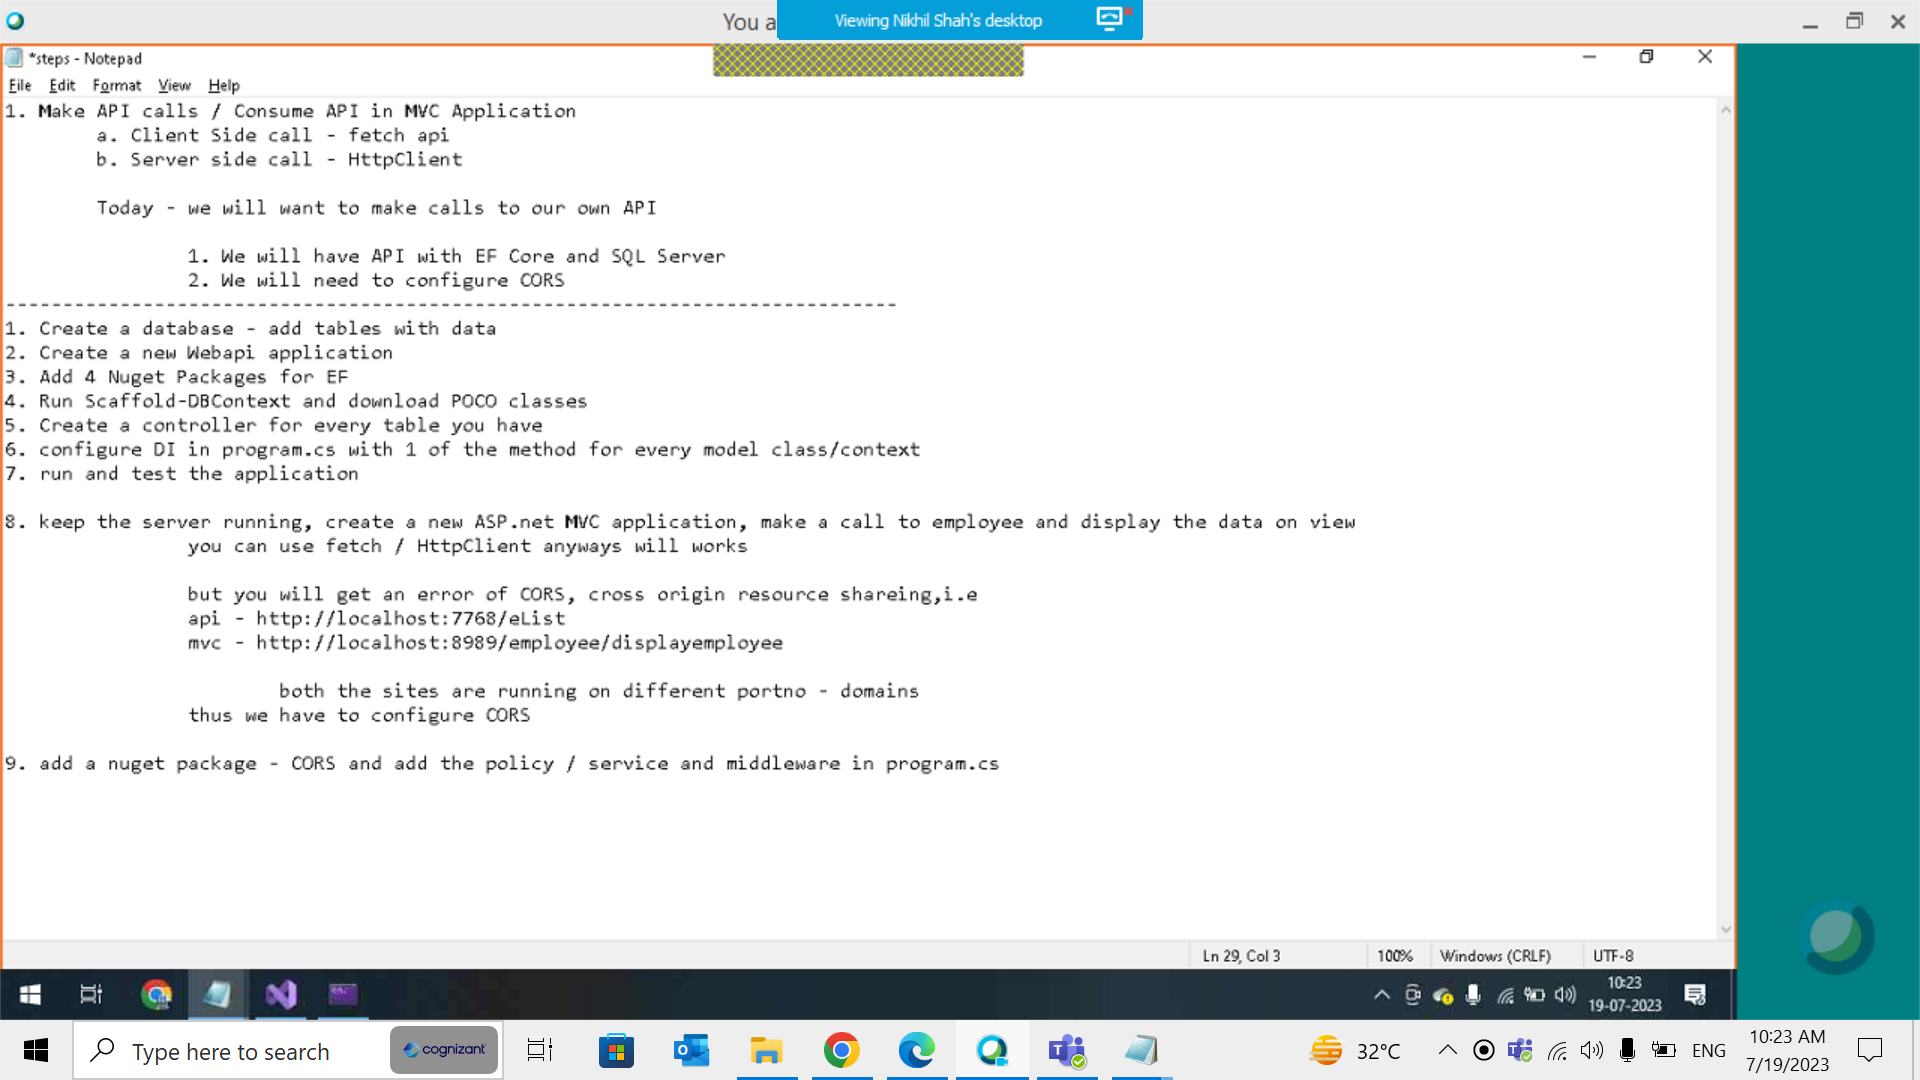 You a
Viewing Nikhil Shah's desktop
*steps - Notepad
File Edit Format View Help
1. Make API calls / Consume API in MVC Application
a. Client Side call - fetch api
b. Server side call - HttpClient
Today - we will want to make calls to our own API
1. We will have API with EF Core and SQL Server
2. We will need to configure CORS
------------------------------------------------------------------------------
1. Create a database - add tables with data
2. Create a new Webapi application
3. Add 4 Nuget Packages for EF
4. Run Scaffold-DBContext and download POCO classes
5. Create a controller for every table you have
6. configure DI in program.cs with 1 of the method for every model class/context
7. run and test the application
8. keep the server running, create a new ASP.net MVC application, make a call to employee and display the data on view
you can use fetch / HttpClient anyways will works
but you will get an error of CORS, cross origin resource shareing,i.e
api - http://localhost:7768/eList
mvc - http://localhost:8989/employee/displayemployee
both the sites are running on different portno - domains
thus we have to configure CORS
9. add a nuget package - CORS and add the policy / service and middleware in program.cs
Ln 29, Col 3 100% Windows (CRLF) UTF-8
10:23
19-07-2023
Type here to search
cognizant
32°C
ENG
10:23 AM
7/19/2023